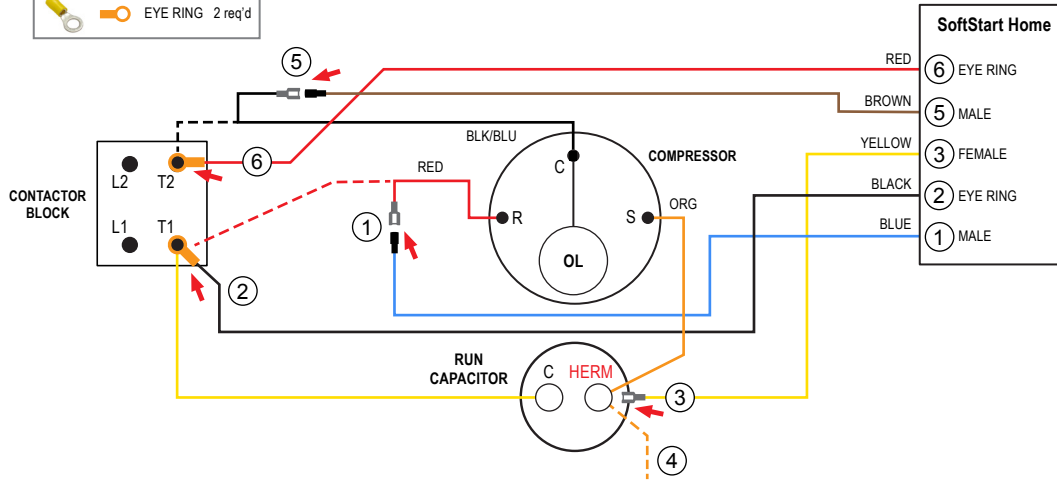 EYE RING 2 req'd
SoftStart Home
RED
6 EYE RING
5
BROWN
5 MALE
BLK/BLU
COMPRESSOR
YELLOW
3 FEMALE
C
L2 T2
6
RED
CONTACTOR
BLOCK
BLACK
2 EYE RING
ORG
L1 T1
1
R
S
BLUE
1 MALE
OL
2
RUN
CAPACITOR
C HERM
3
4